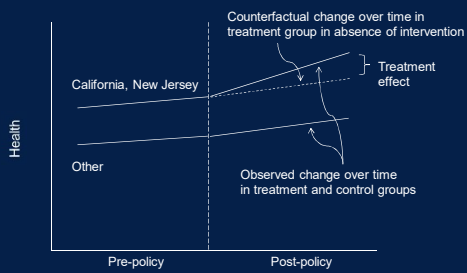 Counterfactual change over time in
treatment group in absence of intervention
Treatment
effect
California, New Jersey
Health
Other
Observed change over time
in treatment and control groups
Pre-policy
Post-policy